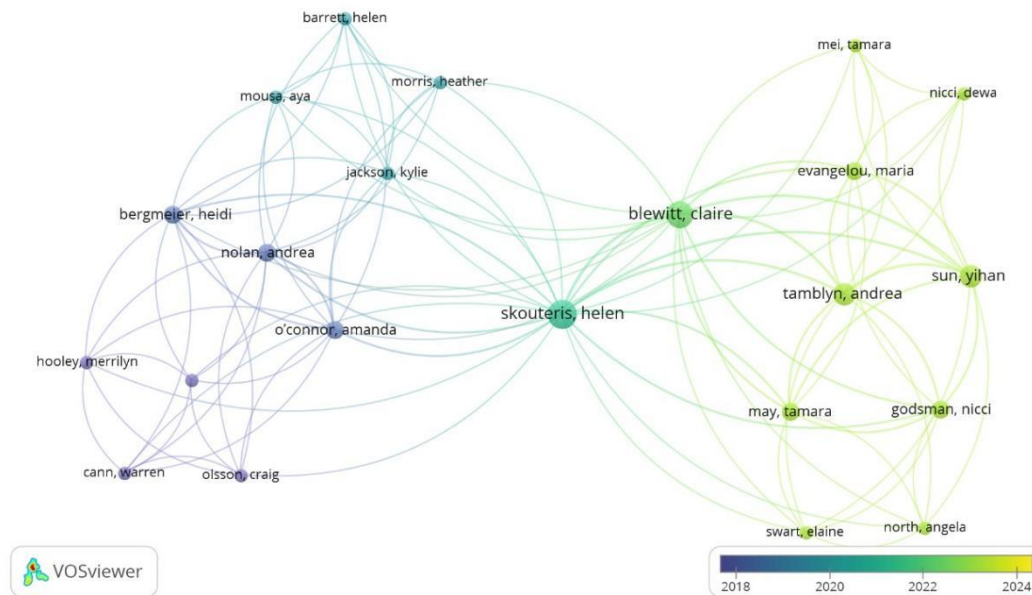 barrett, helen
mei, tamara
morris, heather
nicci, dewa
mousa, aya
jackson, kylie
evangelou, maria
bergmeier, heidi
blewitt, claire
nolan, andrea
sun, yihan
tamblyn, andrea
skouteris, helen
o'connor, amanda
hooley, merrilyn
may, tamara
godsman, nicci
cann, warren
olsson, craig
swart, elaine
north, angela
VOSviewer
2018 2020 2022 2024